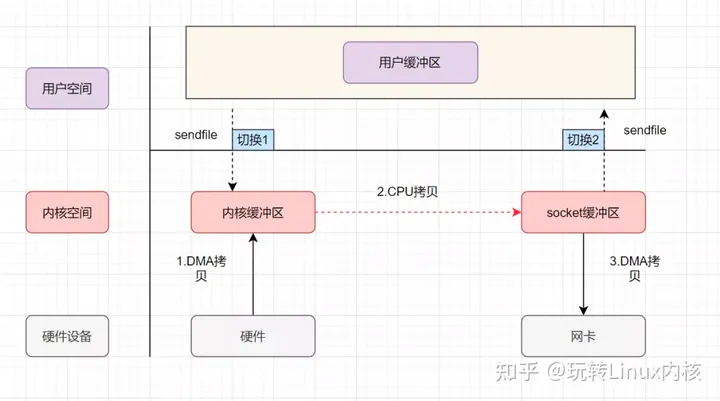 用户空间
用户缓冲区
sendfile
切换1
切换2
sendfile
内核空间
内核缓冲区
2.CPU拷贝
socket缓冲区
1.DMA拷
贝
3.DMA拷
贝
硬件设备
硬件
网卡
知乎 @玩转Linux内核